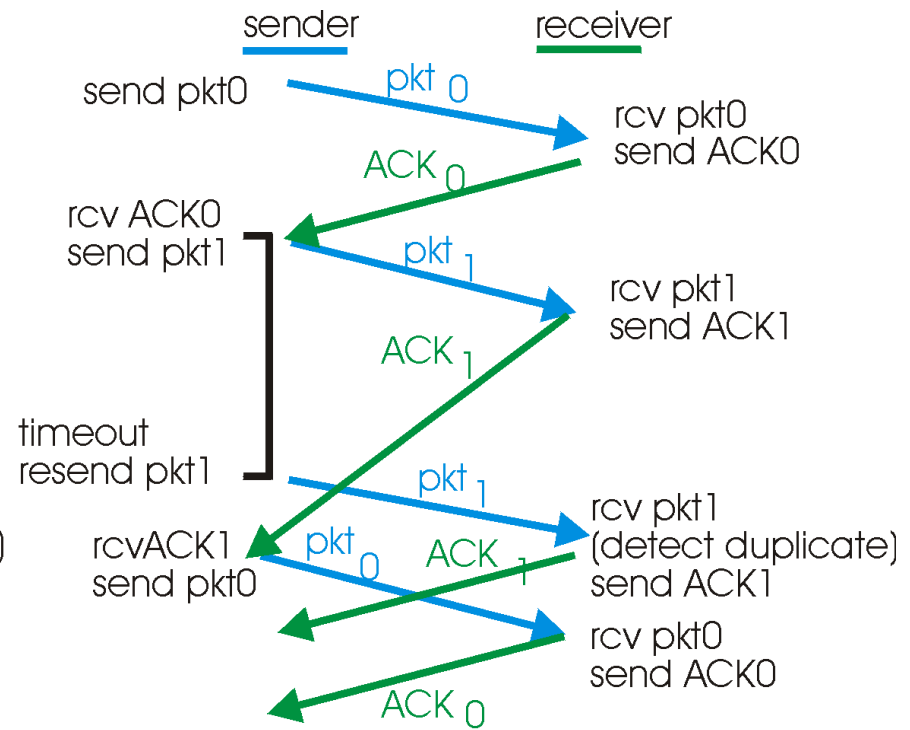 sender
receiver
send pkt0
pkt 0
rcv pkt0
send ACK0
ACK 0
rcv ACK0
send pkt1
pkt 1
rcv pkt1
send ACK1
ACK 1
timeout
resend pkt1
pkt 1
rcv pkt1
(detect duplicate)
send ACK1
)
rcvACK1
send pkt0
pkt 0
ACK 1
rcv pkt0
send ACK0
ACK 0